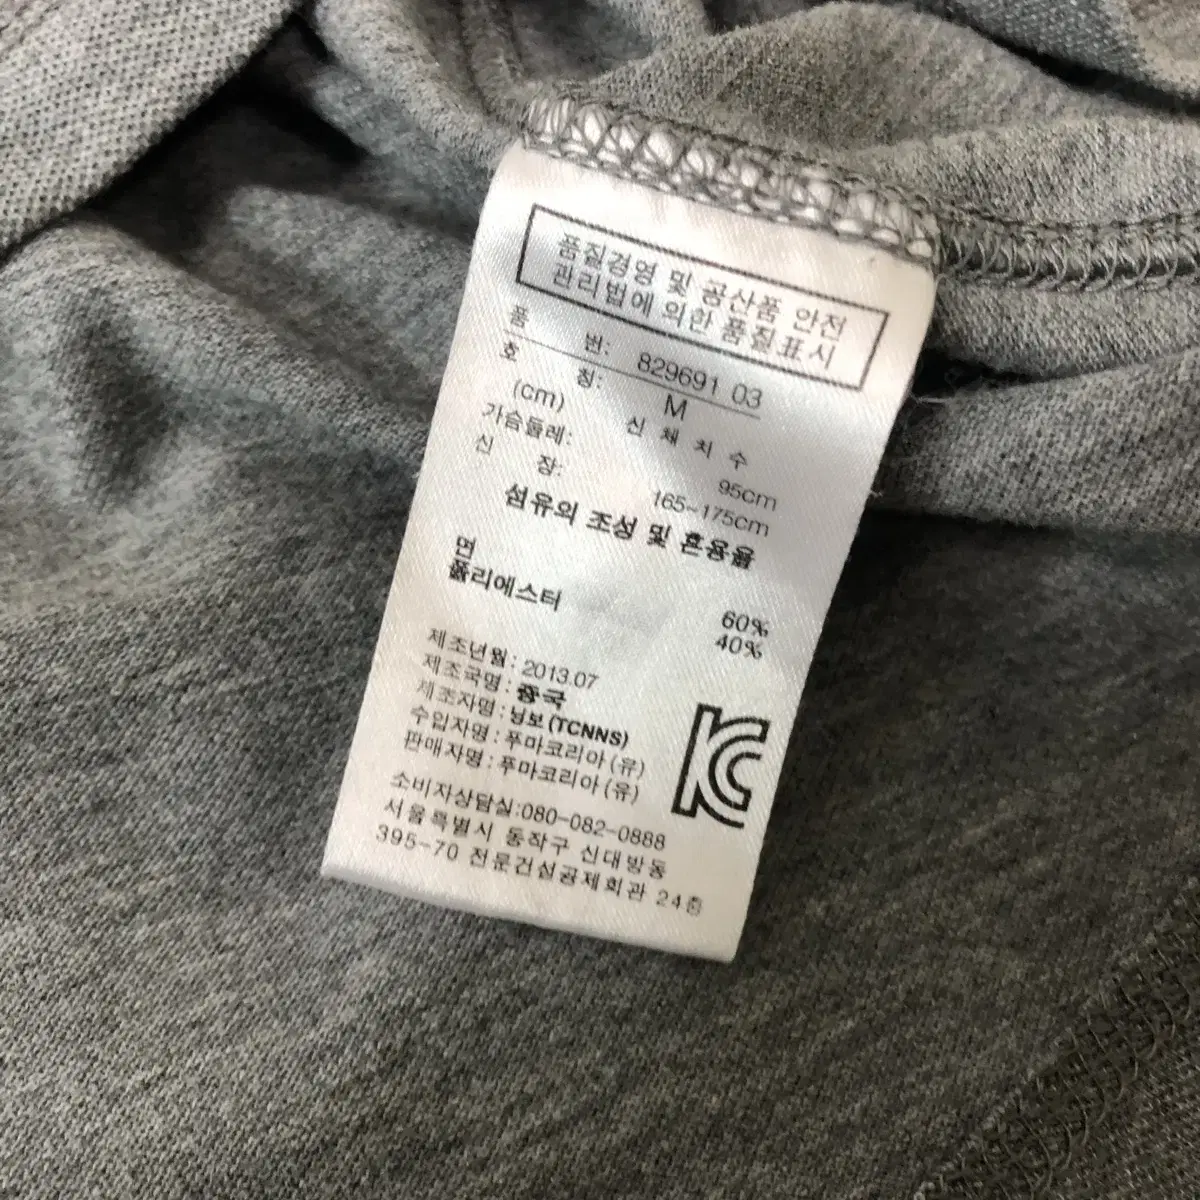 품질경영 및 공산품 안전
관리법에 의한 품질표시
품 번: 829691 03
호 칭: M
(cm) 신 체 치 수
가슴둘레: 95cm
신 장: 165-175cm
섬유의 조성 및 혼용율
면 60%
폴리에스터 40%
제조년월 : 2013.07
제조국명 : 중국
제조자명 : 닝보(TCNNS)
수입자명 : 푸마코리아 (유)
판매자명 : 푸마코리아 (유)
KC
소비자상담실:080-082-0888
서울특별시 동작구 신대방동
395-70 전문건설공제회관 24층